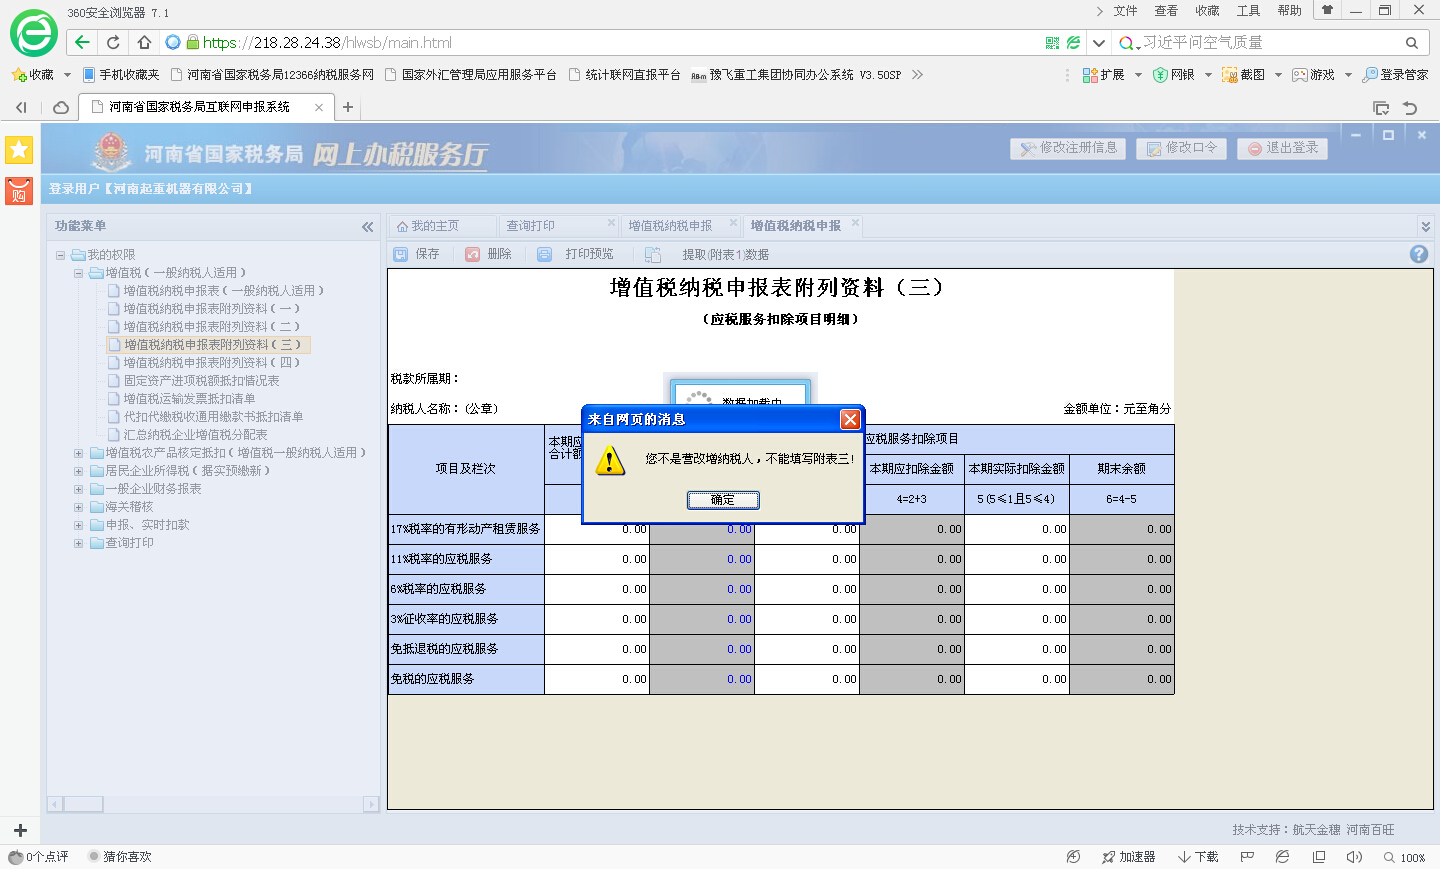 360安全浏览器 7.1
文件 查看 收藏 工具 帮助
https://218.28.24.38/hlwsb/main.html
习近平问空气质量
收藏 手机收藏夹 河南省国家税务局12366纳税服务网 国家外汇管理局应用服务平台 统计联网直报平台 豫飞重工集团协同办公系统 V3.50SP
扩展 网银 截图 游戏 登录管家
河南省国家税务局互联网申报系统
购
河南省国家税务局 网上办税服务厅
修改注册信息 修改口令 退出登录
登录用户【河南起重机器有限公司】
功能菜单
我的权限
增值税(一般纳税人适用)
增值税纳税申报表(一般纳税人适用)
增值税纳税申报表附列资料(一)
增值税纳税申报表附列资料(二)
增值税纳税申报表附列资料(三)
增值税纳税申报表附列资料(四)
固定资产进项税额抵扣情况表
增值税运输发票抵扣清单
代扣代缴税收通用缴款书抵扣清单
汇总纳税企业增值税分配表
增值税农产品核定抵扣(增值税一般纳税人适用)
居民企业所得税(据实预缴新)
一般企业财务报表
海关稽核
申报、实时扣款
查询打印
我的主页 查询打印 增值税纳税申报 增值税纳税申报
保存 删除 打印预览 提取(附表1)数据
增值税纳税申报表附列资料（三）
（应税服务扣除项目明细）
税款所属期：
数据加载中
纳税人名称：(公章)
金额单位：元至角分
来自网页的消息
您不是营改增纳税人，不能填写附表三!
确定
项目及栏次
本期应
合计额
应税服务扣除项目
本期应扣除金额 本期实际扣除金额 期末余额
4=2+3 5(5≤1且5≤4) 6=4-5
17%税率的有形动产租赁服务 0.00 0.00 0.00 0.00 0.00 0.00
11%税率的应税服务 0.00 0.00 0.00 0.00 0.00 0.00
6%税率的应税服务 0.00 0.00 0.00 0.00 0.00 0.00
3%征收率的应税服务 0.00 0.00 0.00 0.00 0.00 0.00
免抵退税的应税服务 0.00 0.00 0.00 0.00 0.00 0.00
免税的应税服务 0.00 0.00 0.00 0.00 0.00 0.00
技术支持：航天金穗 河南百旺
0个点评 猜你喜欢
加速器 下载 100%